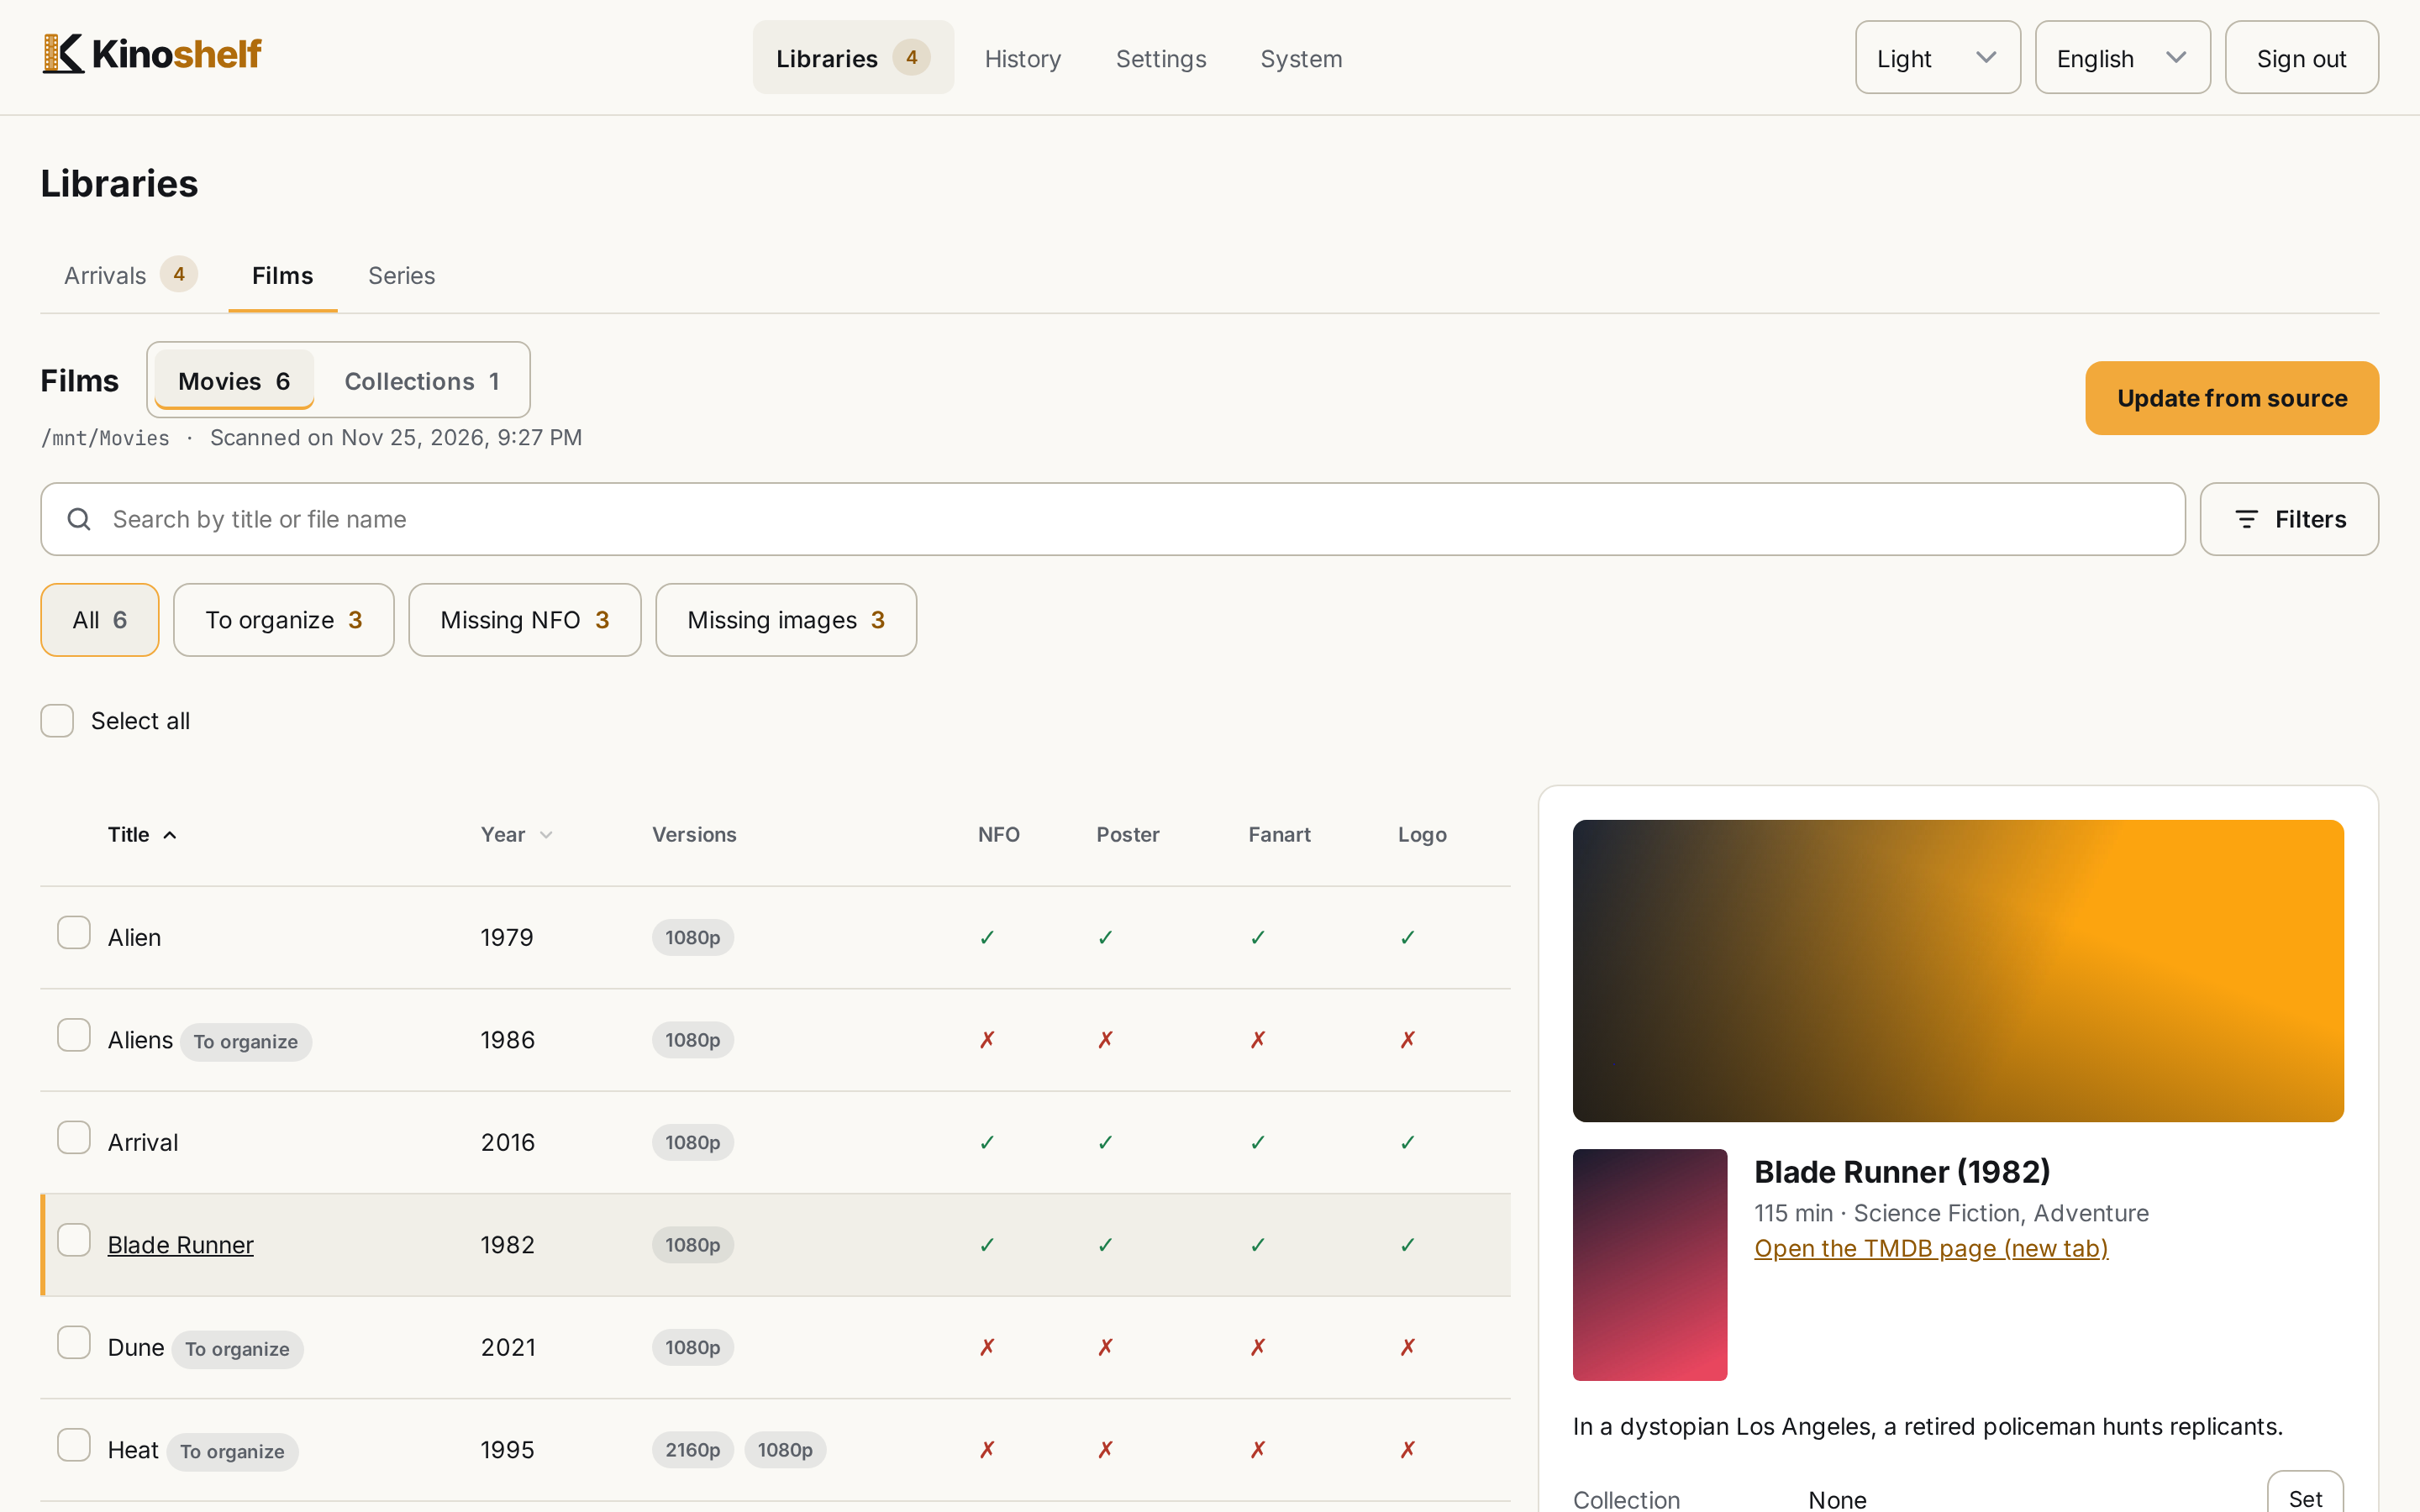 Kinoshelf
Libraries 4 History Settings System
Light English Sign out
Libraries
Arrivals 4 Films Series
Films Movies 6 Collections 1
/mnt/Movies · Scanned on Nov 25, 2026, 9:27 PM
Update from source
Search by title or file name
Filters
All 6 To organize 3 Missing NFO 3 Missing images 3
Select all
Title Year Versions NFO Poster Fanart Logo
Alien 1979 1080p ✓ ✓ ✓ ✓
Aliens To organize 1986 1080p ✗ ✗ ✗ ✗
Arrival 2016 1080p ✓ ✓ ✓ ✓
Blade Runner 1982 1080p ✓ ✓ ✓ ✓
Dune To organize 2021 1080p ✗ ✗ ✗ ✗
Heat To organize 1995 2160p 1080p ✗ ✗ ✗ ✗
Blade Runner (1982)
115 min · Science Fiction, Adventure
Open the TMDB page (new tab)
In a dystopian Los Angeles, a retired policeman hunts replicants.
Collection None Set